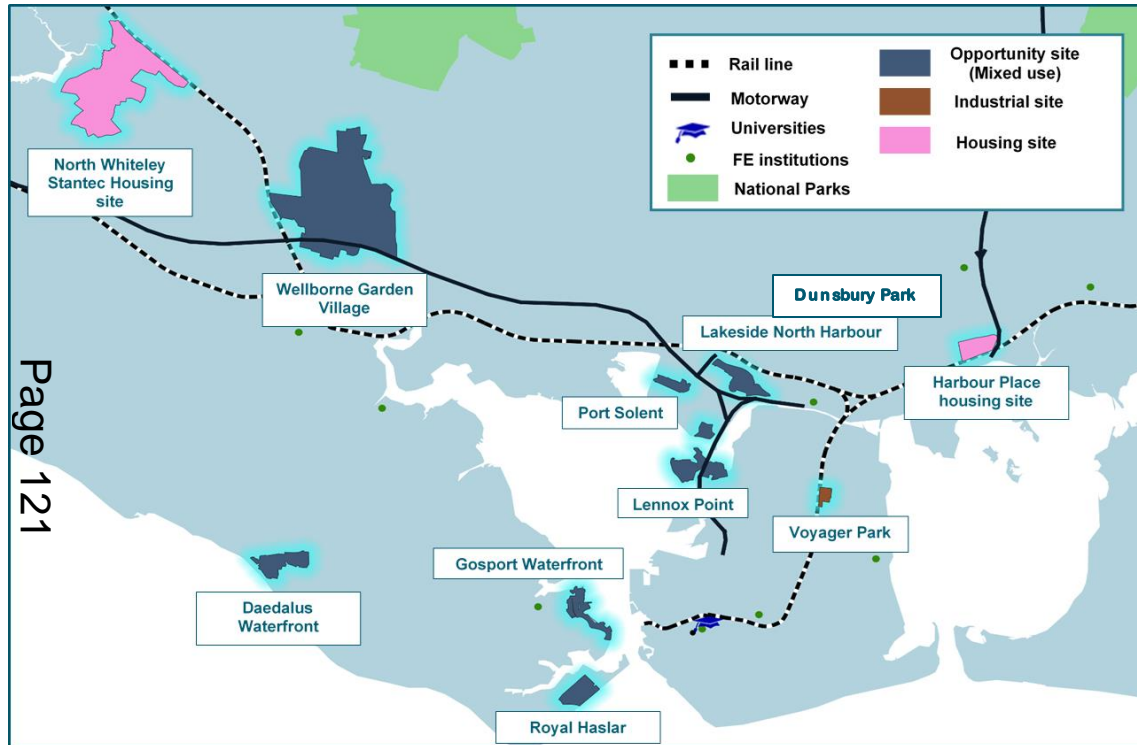 Rail line
Motorway
Universities
FE institutions
National Parks
Opportunity site
(Mixed use)
Industrial site
Housing site
North Whiteley
Stantec Housing
site
Wellborne Garden
Village
Dunsbury Park
Lakeside North Harbour
Harbour Place
housing site
Port Solent
Lennox Point
Voyager Park
Gosport Waterfront
Daedalus
Waterfront
Royal Haslar
Page 121